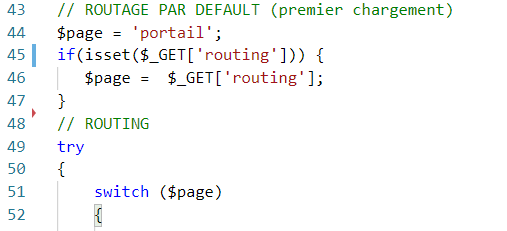 43 // ROUTAGE PAR DEFAULT (premier chargement)
44 $page = 'portail';
45 if(isset($_GET['routing'])) {
46 $page =  $_GET['routing'];
47 }
48 // ROUTING
49 try
50 {
51 switch ($page)
52 {